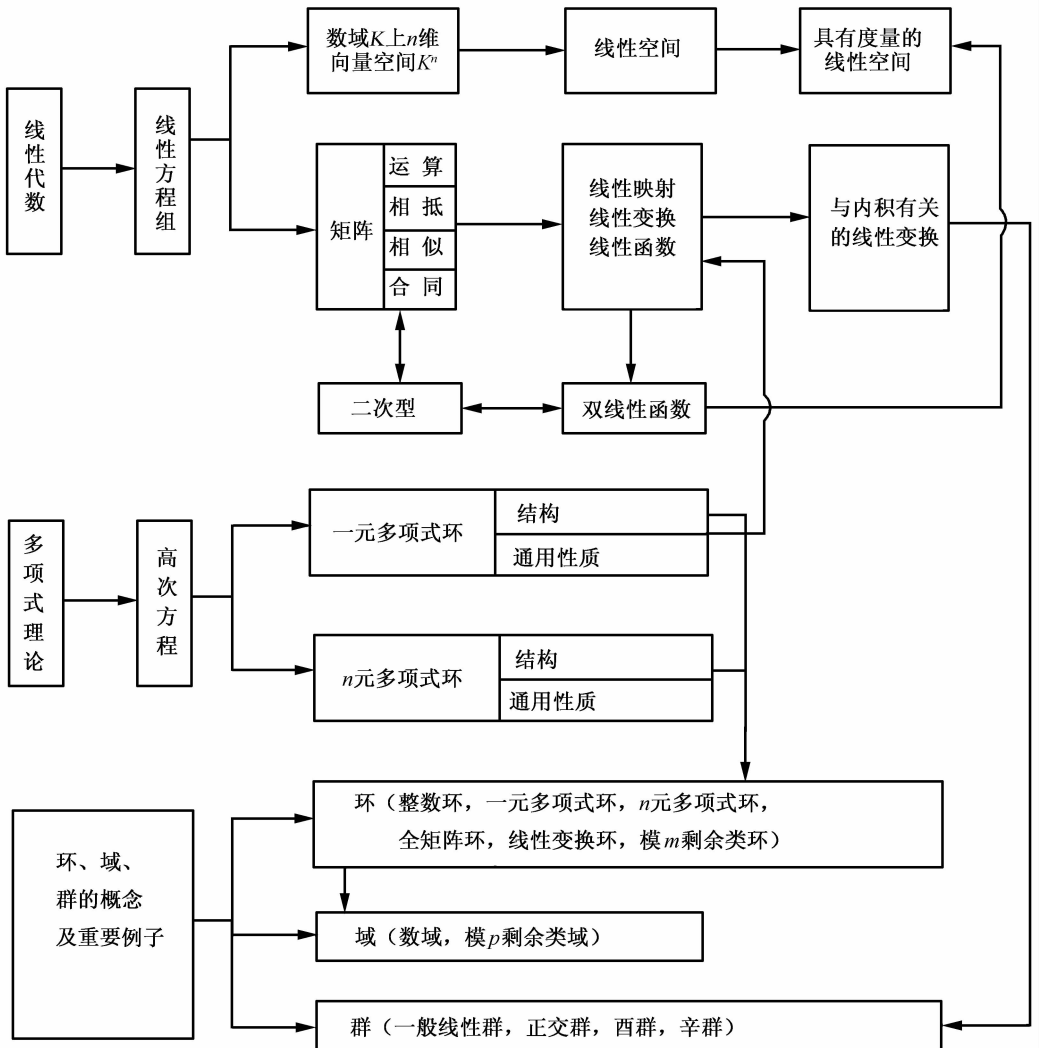 线性代数
线性方程组
数域K上n维
向量空间Kⁿ
线性空间
具有度量的
线性空间
矩阵
运算
相抵
相似
合同
线性映射
线性变换
线性函数
与内积有关
的线性变换
二次型
双线性函数
多项式理论
高次方程
一元多项式环
结构
通用性质
n元多项式环
结构
通用性质
环、域、
群的概念
及重要例子
环（整数环，一元多项式环，n元多项式环，
全矩阵环，线性变换环，模m剩余类环）
域（数域，模p剩余类域）
群（一般线性群，正交群，酉群，辛群）